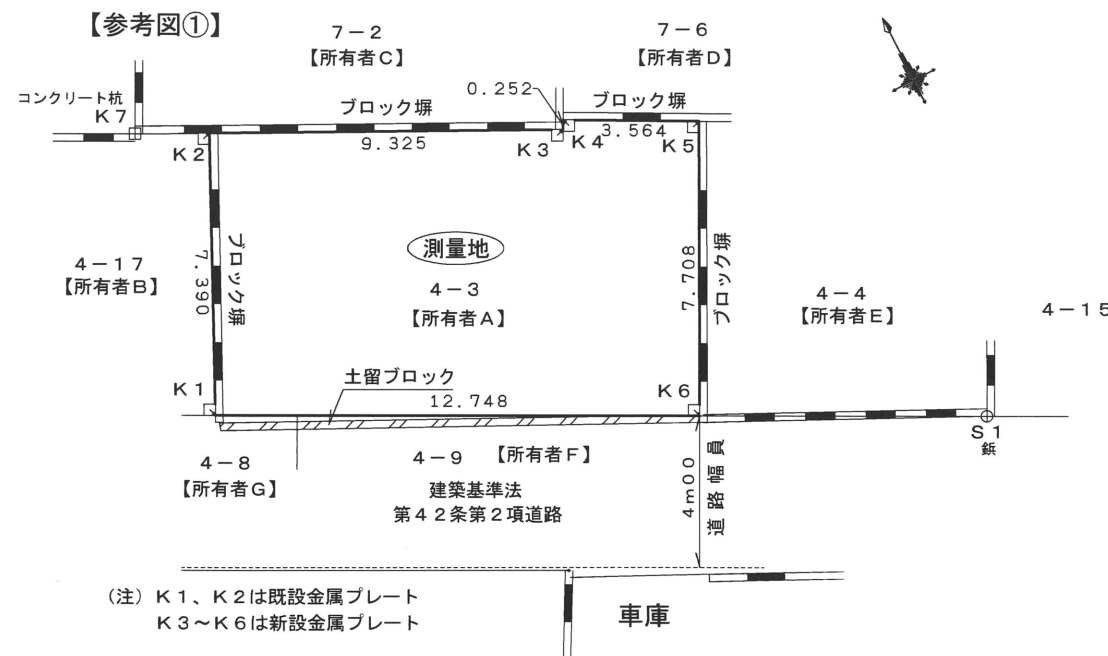 【参考図①】
7－2
【所有者C】
7－6
【所有者D】
コンクリート杭
K7
ブロック塀
0.252
ブロック塀
K2
9.325
K3
K4
3.564
K5
4－17
【所有者B】
7.390
ブロック塀
測量地
4－3
【所有者A】
7.708
ブロック塀
4－4
【所有者E】
4－15
K1
土留ブロック
12.748
K6
S1
鋲
4－8
【所有者G】
4－9
【所有者F】
建築基準法
第42条第2項道路
4m00
道路幅員
（注）K1、K2は既設金属プレート
K3～K6は新設金属プレート
車庫